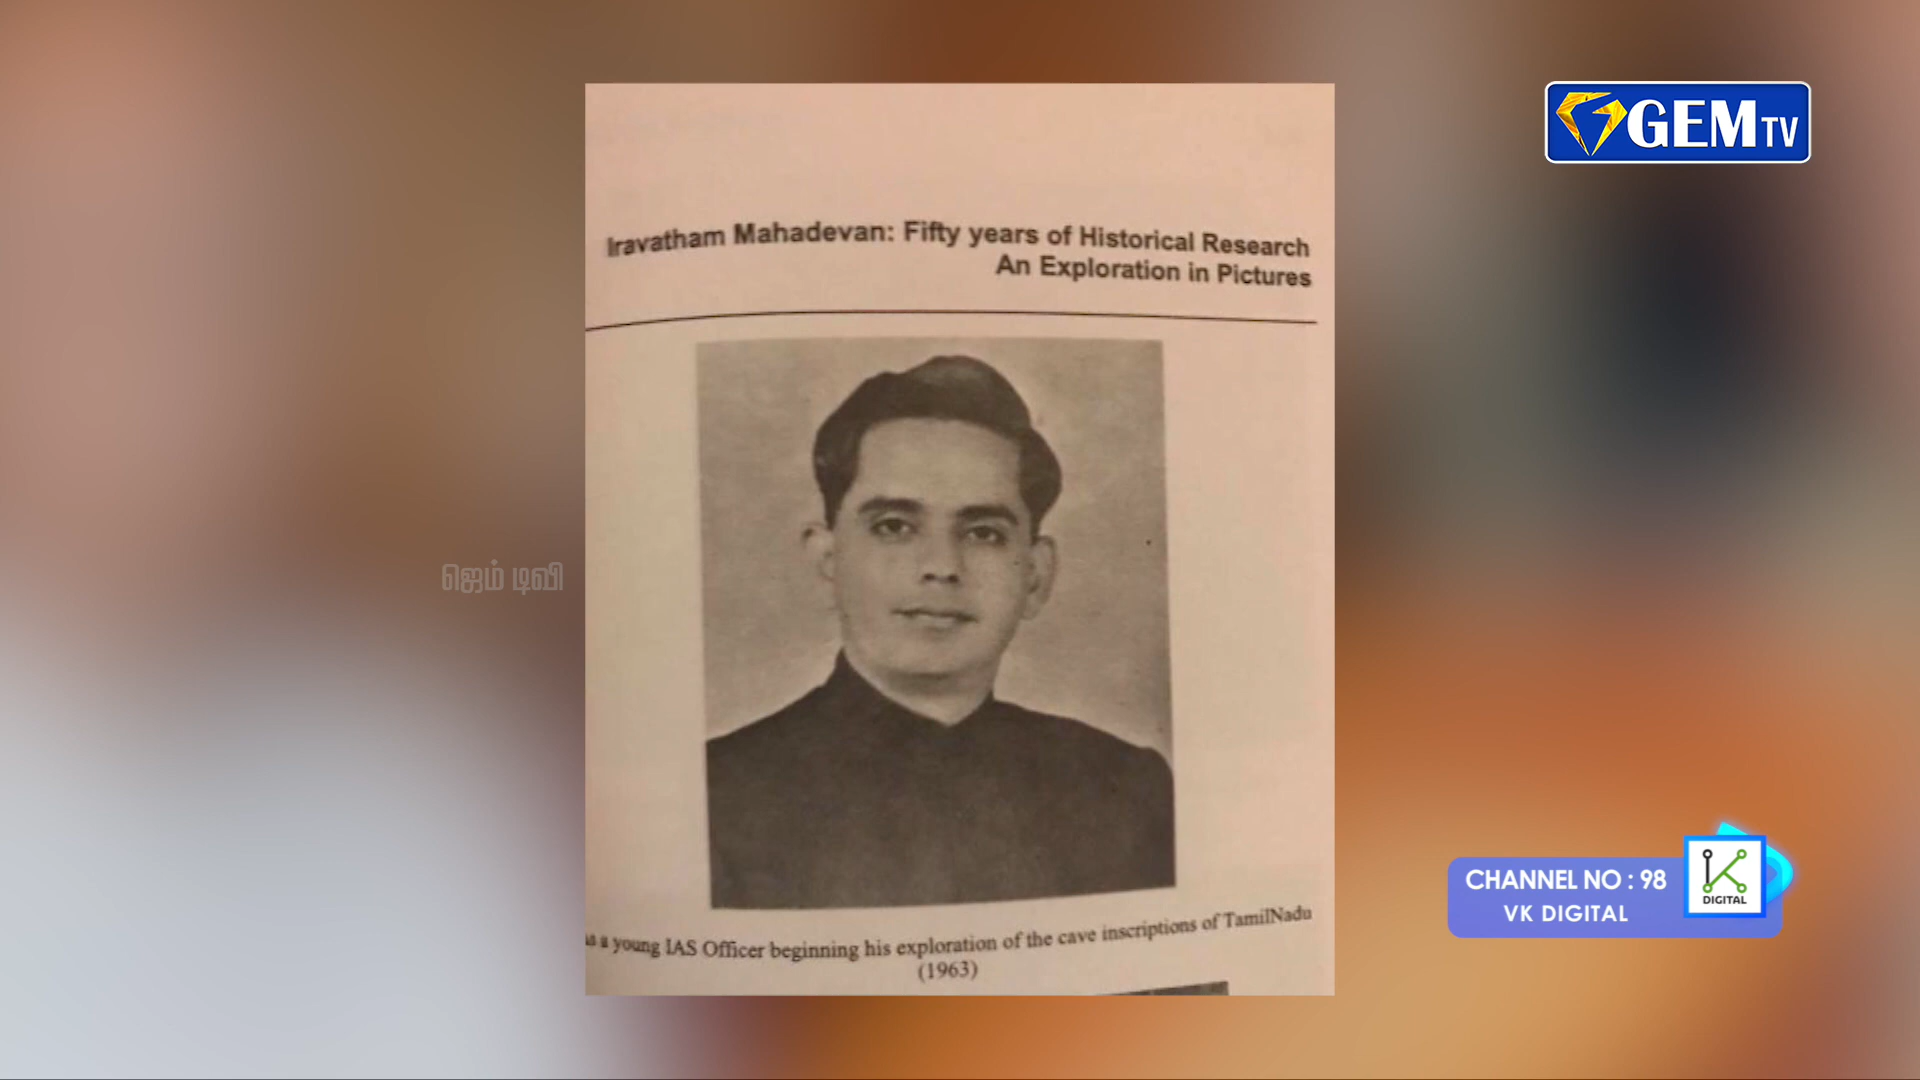 GEM TV
Iravatham Mahadevan: Fifty years of Historical Research
An Exploration in Pictures
ஜெம் டிவி
as a young IAS Officer beginning his exploration of the cave inscriptions of TamilNadu
(1963)
CHANNEL NO : 98
VK DIGITAL
K
DIGITAL